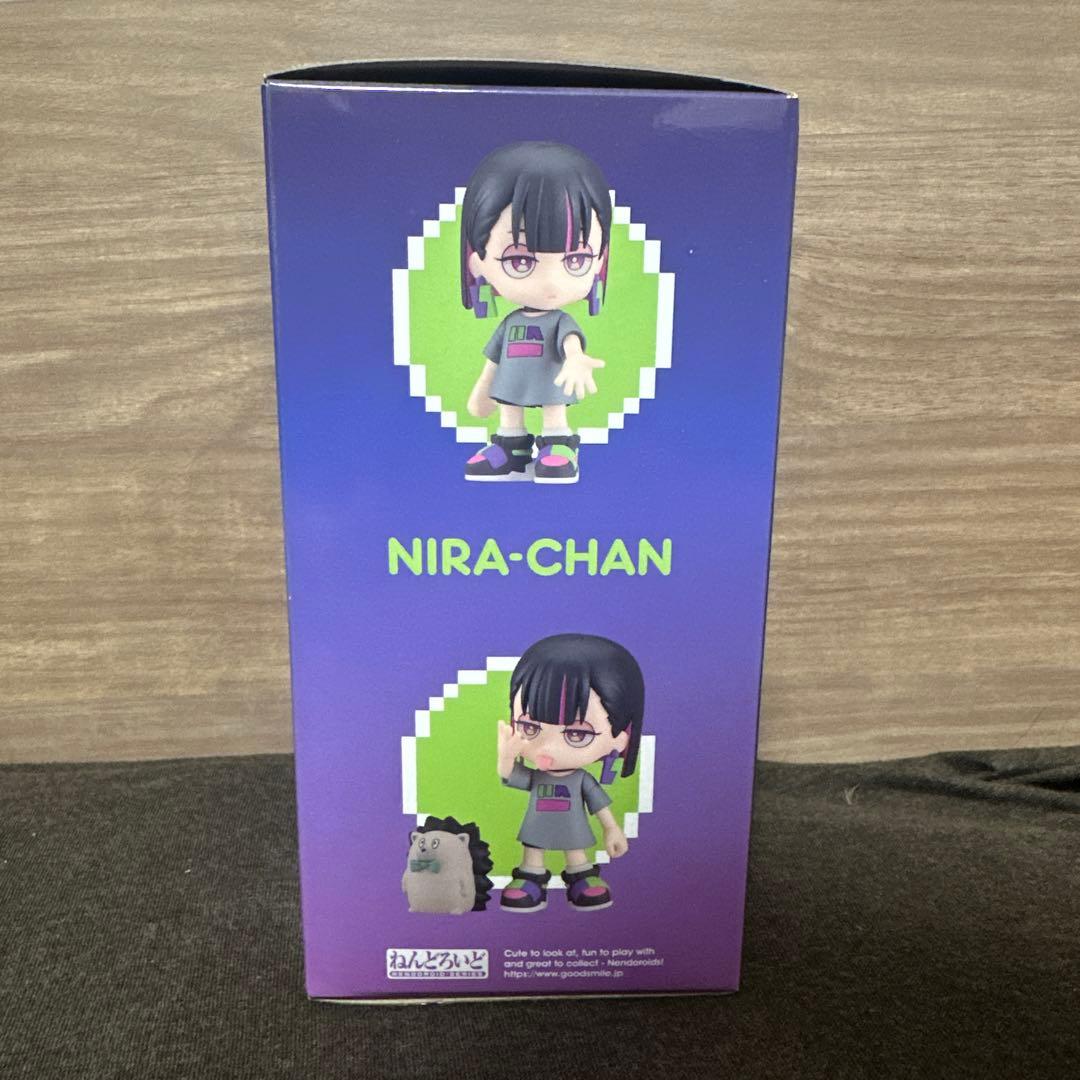 NIRA-CHAN
ねんどろいど
NENDOROID SERIES
Cute to look at, fun to play with
and great to collect - Nendoroids!
https://www.goodsmile.jp